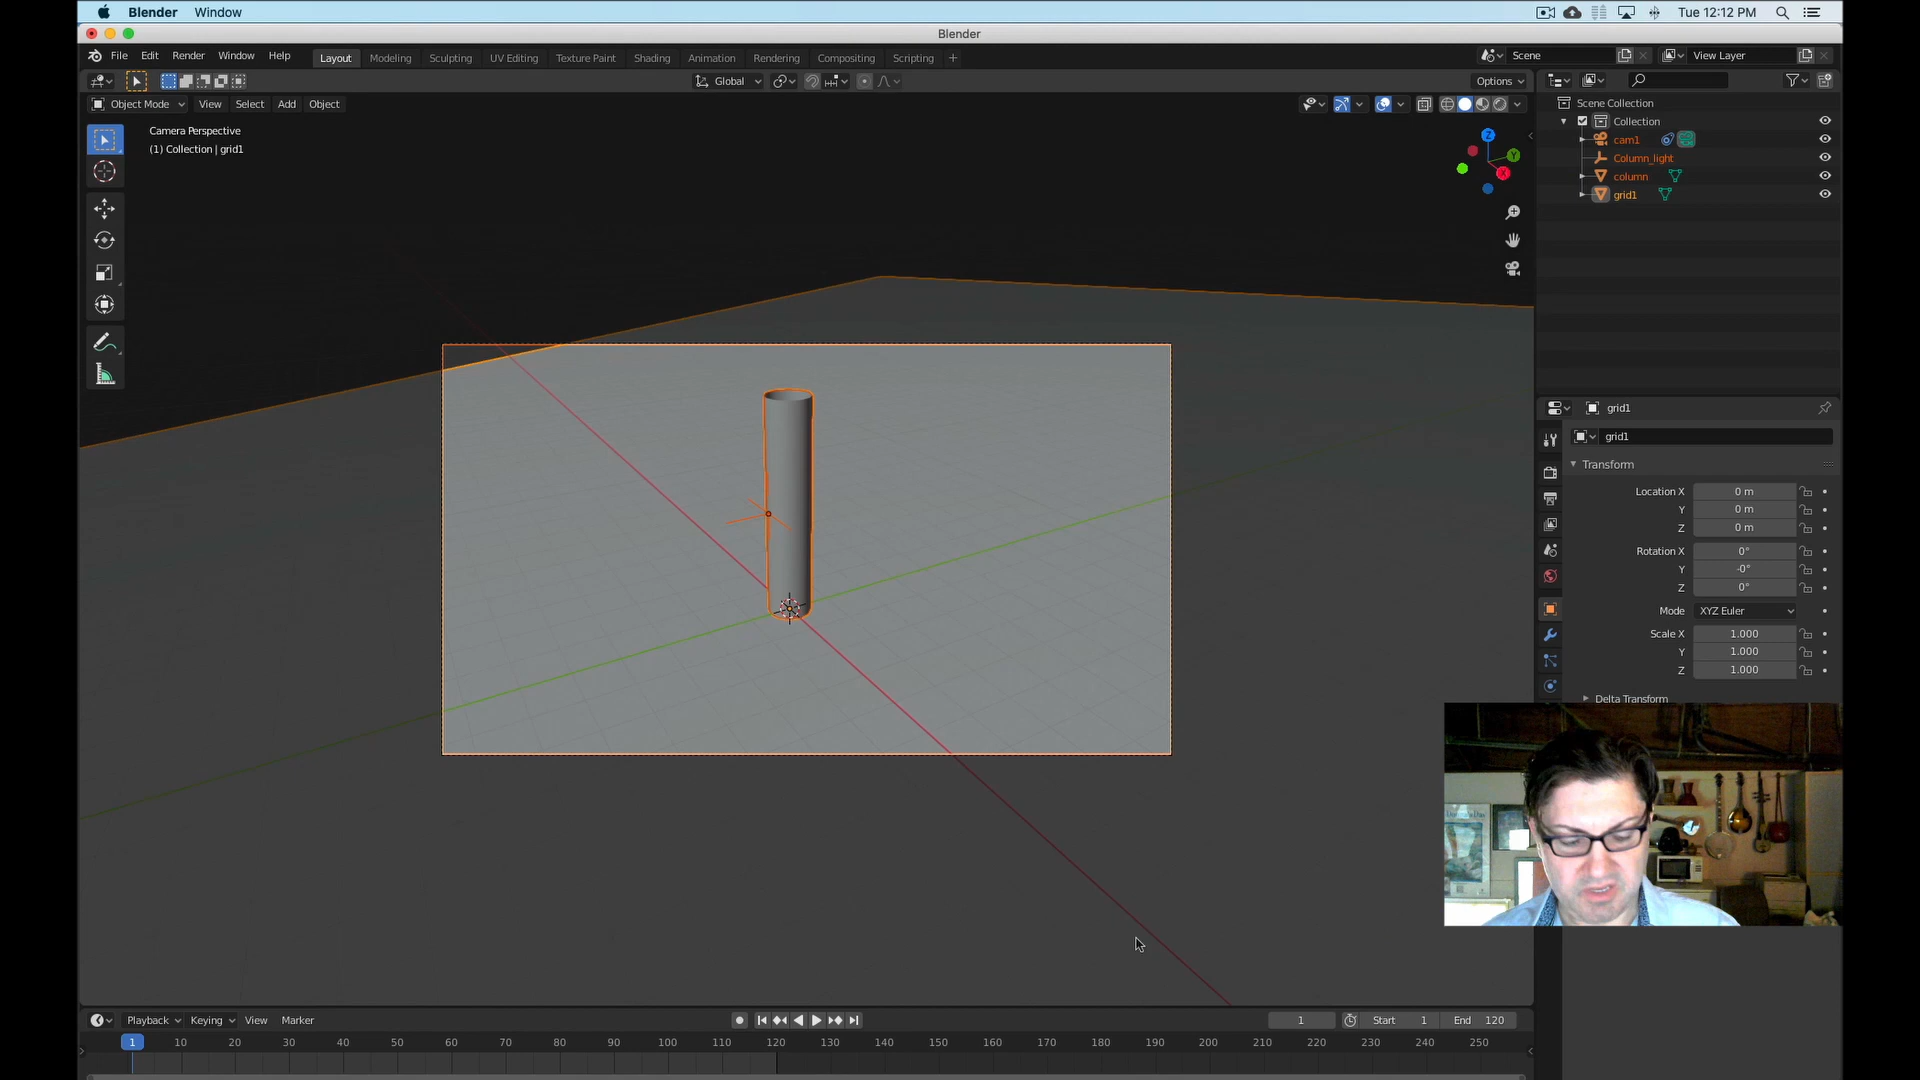 Blender Window Tue 12:12 PM
Blender
File Edit Render Window Help Layout Modeling Sculpting UV Editing Texture Paint Shading Animation Rendering Compositing Scripting + Scene View Layer
Global Options
Object Mode View Select Add Object
Camera Perspective
(1) Collection | grid1
Z
Y
X
Scene Collection
Collection
cam1
Column_light
column
grid1
grid1
grid1
Transform
Location X 0 m
Y 0 m
Z 0 m
Rotation X 0°
Y -0°
Z 0°
Mode XYZ Euler
Scale X 1.000
Y 1.000
Z 1.000
Delta Transform
Playback Keying View Marker 1 Start 1 End 120
1 10 20 30 40 50 60 70 80 90 100 110 120 130 140 150 160 170 180 190 200 210 220 230 240 250